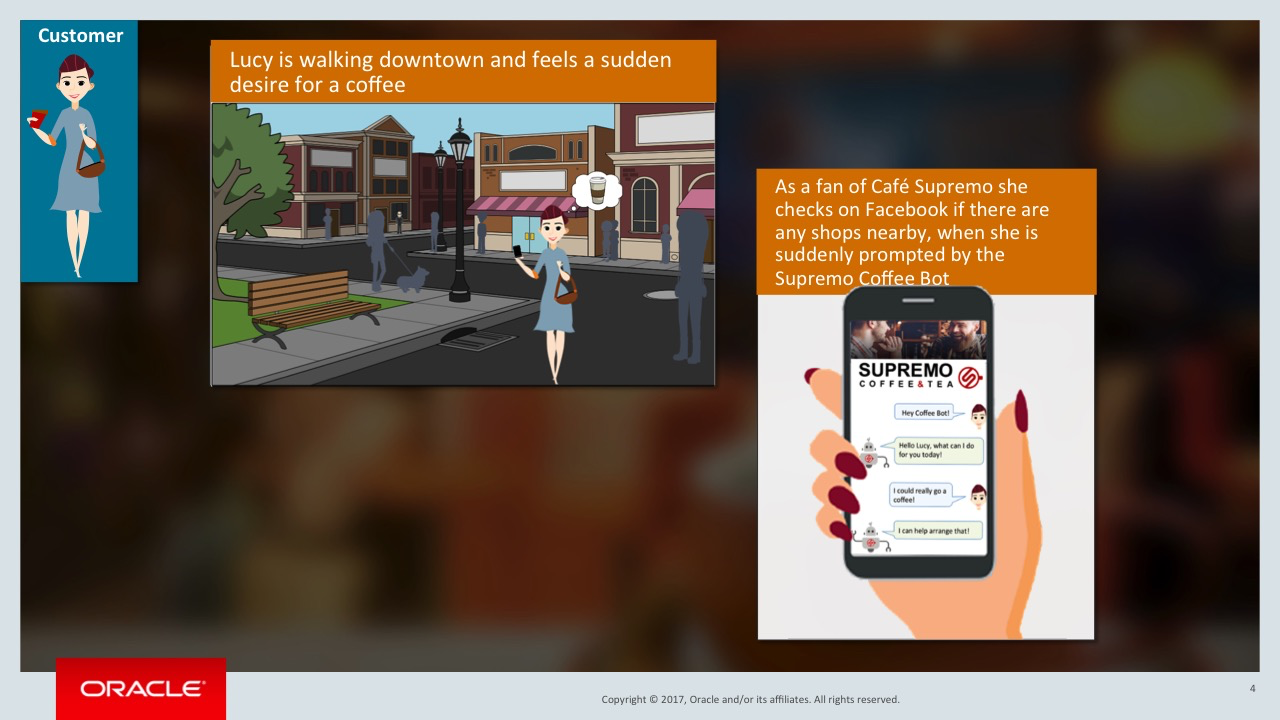 Customer
Lucy is walking downtown and feels a sudden
desire for a coffee
As a fan of Café Supremo she
checks on Facebook if there are
any shops nearby, when she is
suddenly prompted by the
Supremo Coffee Bot
SUPREMO
COFFEE&TEA
Hey Coffee Bot!
Hello Lucy, what can I do
for you today!
I could really go a
coffee!
I can help arrange that!
ORACLE®
Copyright © 2017, Oracle and/or its affiliates. All rights reserved.
4